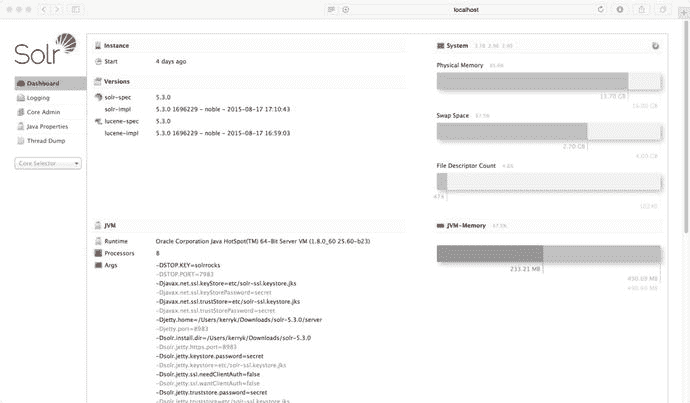 localhost
Solr
Dashboard
Logging
Core Admin
Java Properties
Thread Dump
Core Selector
Instance
Start 4 days ago
Versions
solr-spec 5.3.0
solr-impl 5.3.0 1696229 - noble - 2015-08-17 17:10:43
lucene-spec 5.3.0
lucene-impl 5.3.0 1696229 - noble - 2015-08-17 16:59:03
JVM
Runtime Oracle Corporation Java HotSpot(TM) 64-Bit Server VM (1.8.0_60 25.60-b23)
Processors 8
Args
-DSTOP.KEY=solrrocks
-DSTOP.PORT=7983
-Djavax.net.ssl.keyStore=etc/solr-ssl.keystore.jks
-Djavax.net.ssl.keyStorePassword=secret
-Djavax.net.ssl.trustStore=etc/solr-ssl.keystore.jks
-Djavax.net.ssl.trustStorePassword=secret
-Djetty.home=/Users/kerryk/Downloads/solr-5.3.0/server
-Djetty.port=8983
-Dsolr.install.dir=/Users/kerryk/Downloads/solr-5.3.0
-Dsolr.jetty.https.port=8983
-Dsolr.jetty.keystore.password=secret
-Dsolr.jetty.keystore=etc/solr-ssl.keystore.jks
-Dsolr.jetty.ssl.needClientAuth=false
-Dsolr.jetty.ssl.wantClientAuth=false
-Dsolr.jetty.truststore.password=secret
-Dsolr.jetty.truststore=etc/solr-ssl.keystore.jks
System
Physical Memory
13.70 GB
16.00 GB
Swap Space 67.5%
2.70 GB
4.00 GB
File Descriptor Count 4.6%
474
10240
JVM-Memory 47.5%
233.21 MB
490.69 MB
490.69 MB